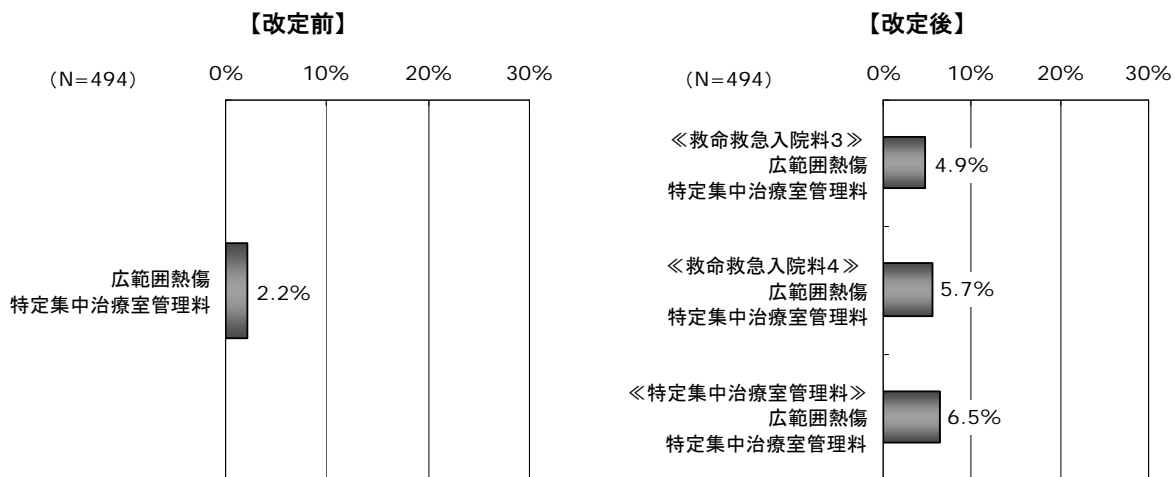 【改定前】
(N=494)
0% 10% 20% 30%
広範囲熱傷
特定集中治療室管理料
2.2%
【改定後】
(N=494)
0% 10% 20% 30%
≪救命救急入院料3≫
広範囲熱傷
特定集中治療室管理料
4.9%
≪救命救急入院料4≫
広範囲熱傷
特定集中治療室管理料
5.7%
≪特定集中治療室管理料≫
広範囲熱傷
特定集中治療室管理料
6.5%